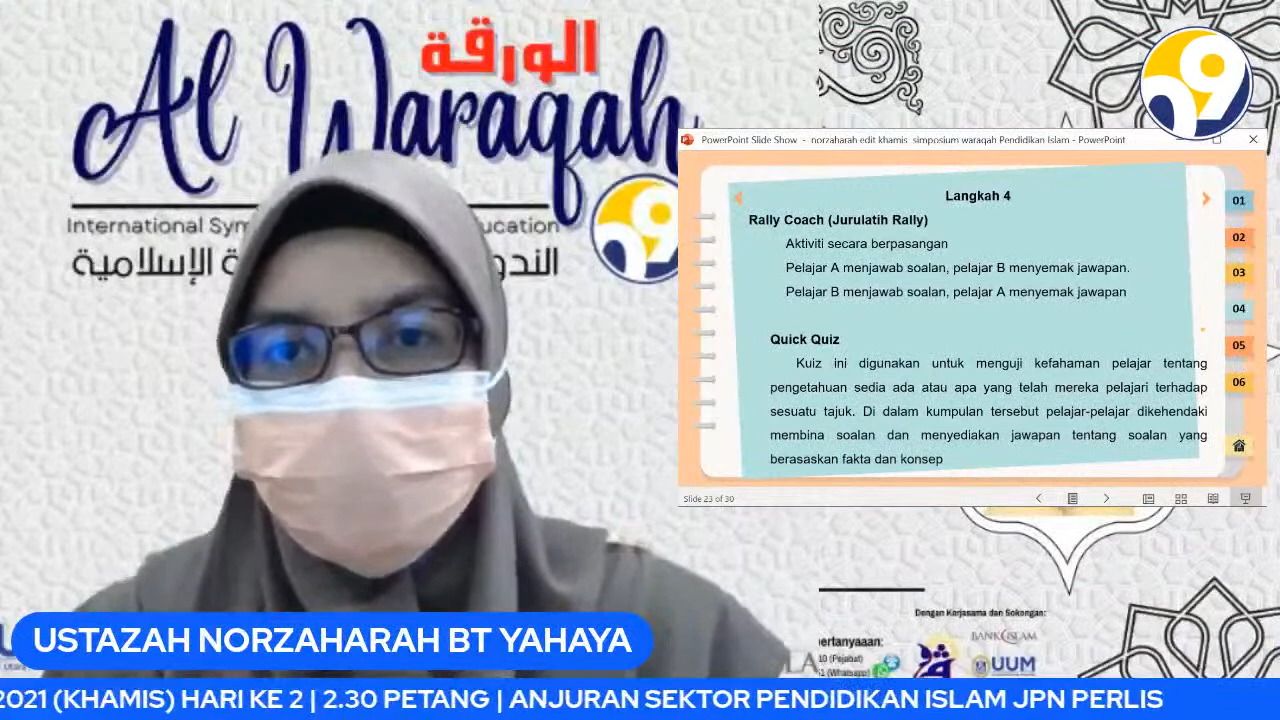 الورقة
Al Waraqah
International Sym
ucation
الندو
ة الإسلامية
PowerPoint Slide Show - norzaharah edit khamis simposium waraqah Pendidikan Islam - PowerPoint
Langkah 4
Rally Coach (Jurulatih Rally)
Aktiviti secara berpasangan
Pelajar A menjawab soalan, pelajar B menyemak jawapan.
Pelajar B menjawab soalan, pelajar A menyemak jawapan
Quick Quiz
Kuiz ini digunakan untuk menguji kefahaman pelajar tentang
pengetahuan sedia ada atau apa yang telah mereka pelajari terhadap
sesuatu tajuk. Di dalam kumpulan tersebut pelajar-pelajar dikehendaki
membina soalan dan menyediakan jawapan tentang soalan yang
berasaskan fakta dan konsep
01
02
03
04
05
06
Slide 23 of 30
Dengan Kerjasama dan Sokongan:
BANK ISLAM
UUM
ertanyaaan:
10 (Pejabat)
1 (Whatsapp)
USTAZAH NORZAHARAH BT YAHAYA
2021 (KHAMIS) HARI KE 2 | 2.30 PETANG | ANJURAN SEKTOR PENDIDIKAN ISLAM JPN PERLIS